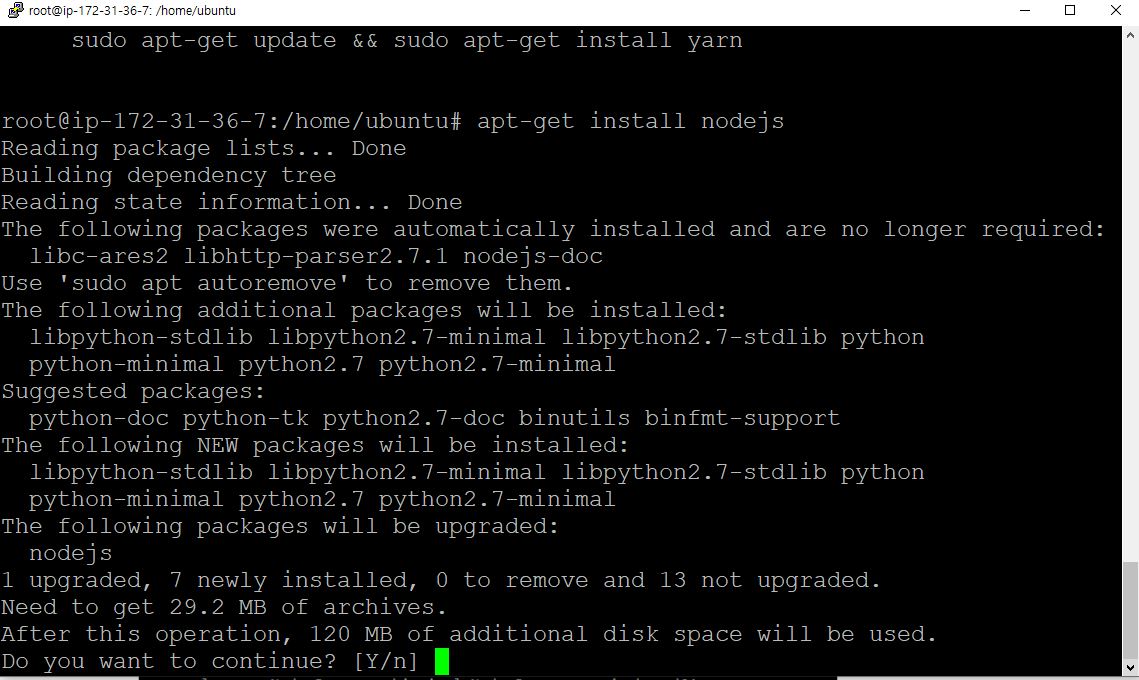 root@ip-172-31-36-7: /home/ubuntu
sudo apt-get update && sudo apt-get install yarn
root@ip-172-31-36-7:/home/ubuntu# apt-get install nodejs
Reading package lists... Done
Building dependency tree
Reading state information... Done
The following packages were automatically installed and are no longer required:
libc-ares2 libhttp-parser2.7.1 nodejs-doc
Use 'sudo apt autoremove' to remove them.
The following additional packages will be installed:
libpython-stdlib libpython2.7-minimal libpython2.7-stdlib python
python-minimal python2.7 python2.7-minimal
Suggested packages:
python-doc python-tk python2.7-doc binutils binfmt-support
The following NEW packages will be installed:
libpython-stdlib libpython2.7-minimal libpython2.7-stdlib python
python-minimal python2.7 python2.7-minimal
The following packages will be upgraded:
nodejs
1 upgraded, 7 newly installed, 0 to remove and 13 not upgraded.
Need to get 29.2 MB of archives.
After this operation, 120 MB of additional disk space will be used.
Do you want to continue? [Y/n]